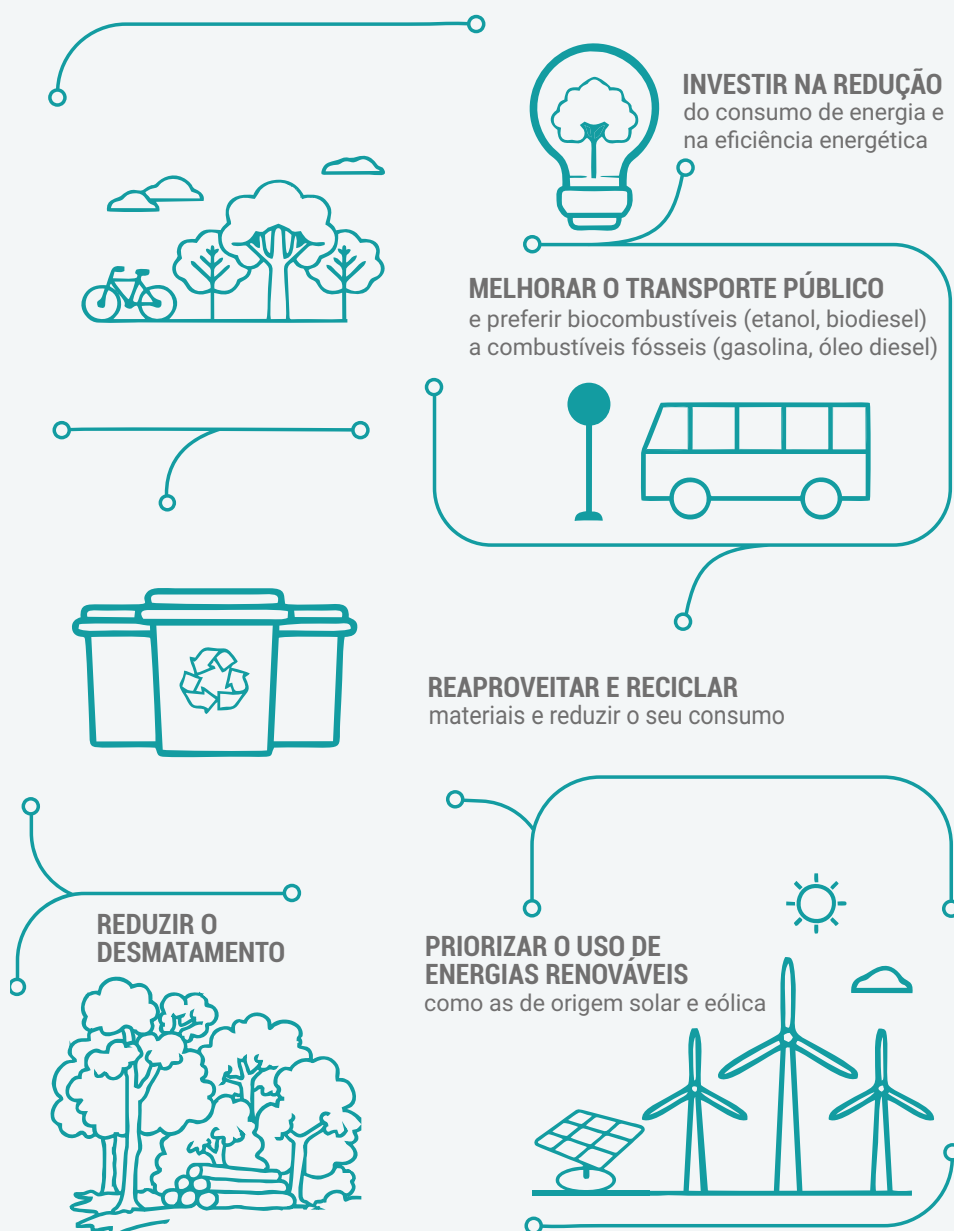 INVESTIR NA REDUÇÃO
do consumo de energia e
na eficiência energética
MELHORAR O TRANSPORTE PÚBLICO
e preferir biocombustíveis (etanol, biodiesel)
a combustíveis fósseis (gasolina, óleo diesel)
REAPROVEITAR E RECICLAR
materiais e reduzir o seu consumo
REDUZIR O
DESMATAMENTO
PRIORIZAR O USO DE
ENERGIAS RENOVÁVEIS
como as de origem solar e eólica